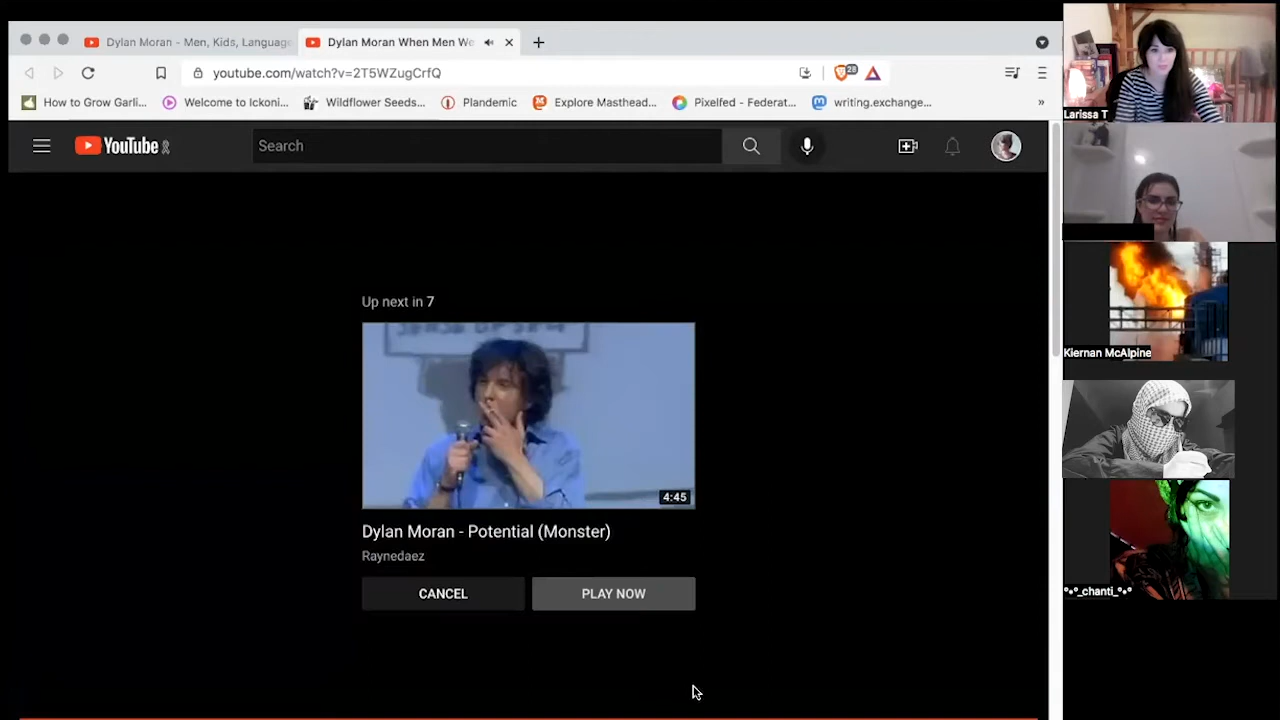 Dylan Moran - Men, Kids, Language
Dylan Moran When Men Wo
youtube.com/watch?v=2T5WZugCrfQ
28
How to Grow Garli...
Welcome to Ickoni...
Wildflower Seeds...
Plandemic
Explore Masthead...
Pixelfed - Federat...
writing.exchange...
»
YouTube
Search
Up next in 7
4:45
Dylan Moran - Potential (Monster)
Raynedaez
CANCEL
PLAY NOW
Larissa T
Kiernan McAlpine
°•°_chanti_°•°